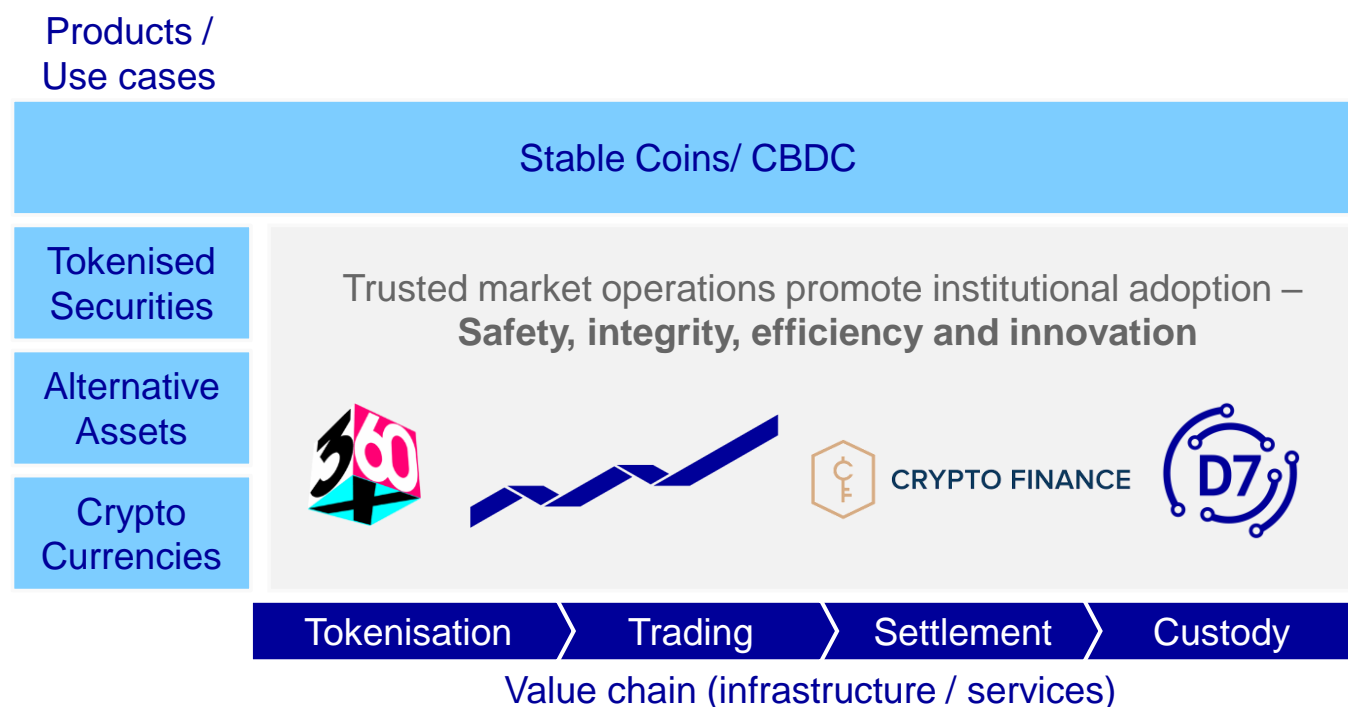 Products /
Use cases
Stable Coins/ CBDC
Tokenised
Securities
Trusted market operations promote institutional adoption –
Safety, integrity, efficiency and innovation
Alternative
Assets
360X
CRYPTO FINANCE
D7
Crypto
Currencies
Tokenisation
Trading
Settlement
Custody
Value chain (infrastructure / services)